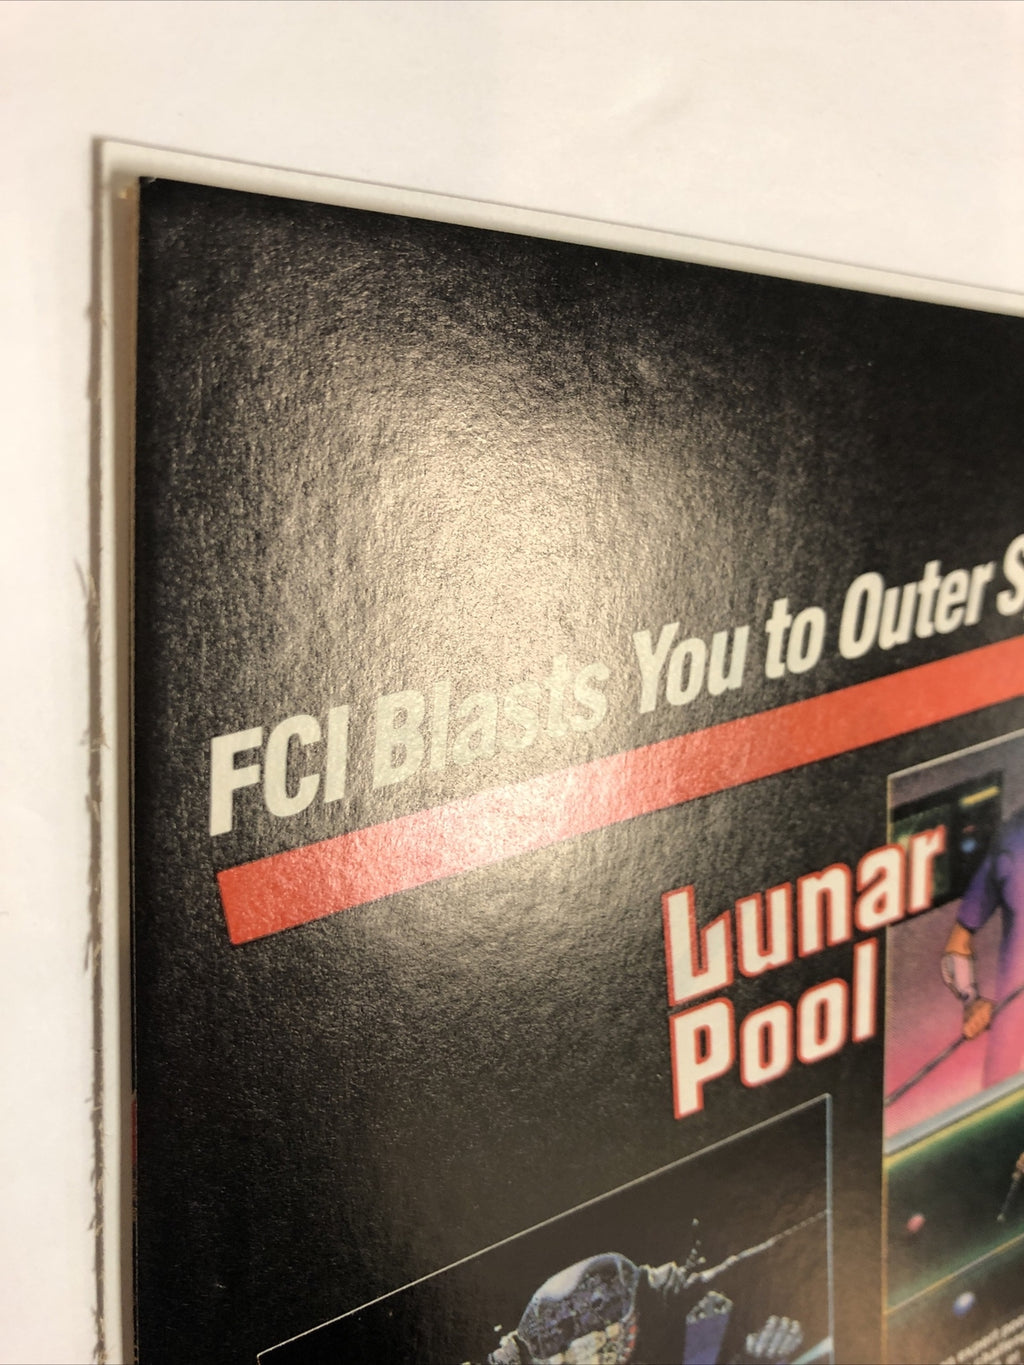 FCI Blasts You to Outer S
Lunar
Pool